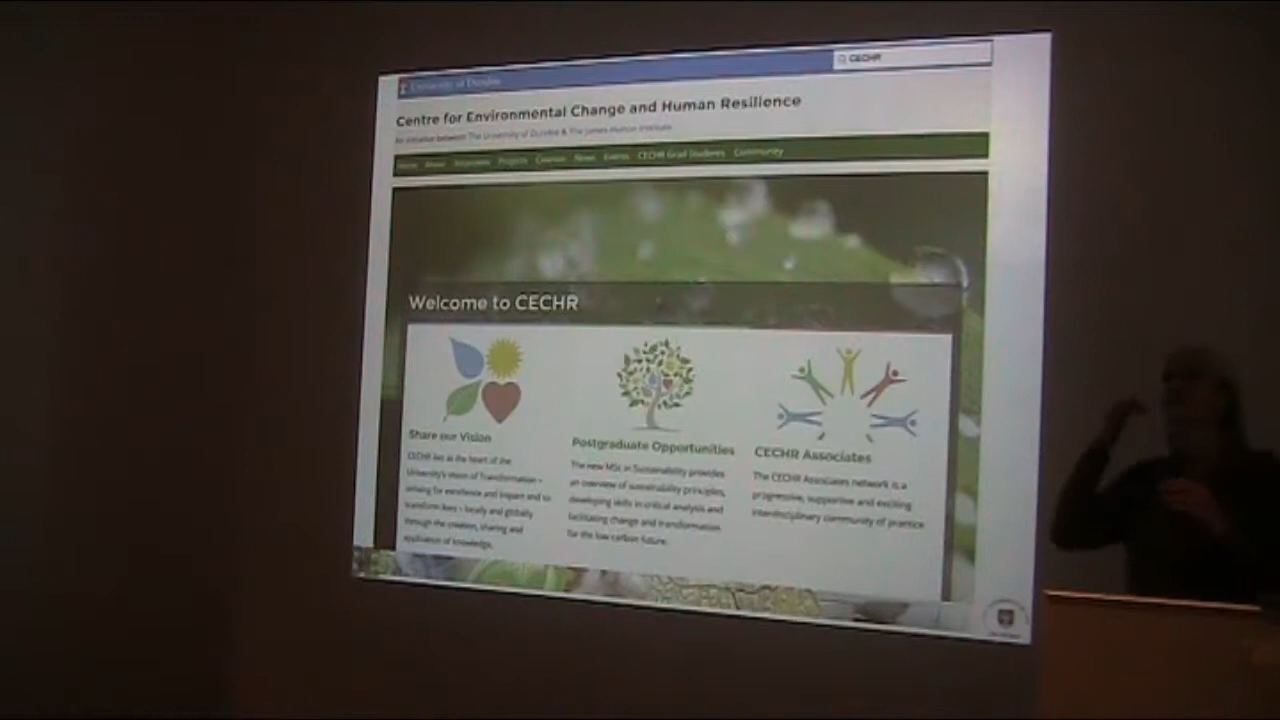 University of Dundee
CECHR
Centre for Environmental Change and Human Resilience
An initiative between The University of Dundee & The James Hutton Institute
Home About Associates Projects Courses News Events CECHR Grad Students Community
Welcome to CECHR
Share our Vision
CECHR lies at the heart of the
University's vision of Transformation -
striving for excellence and impact and to
transform lives - locally and globally
through the creation, sharing and
application of knowledge.
Postgraduate Opportunities
The new MSc in Sustainability provides
an overview of sustainability principles,
developing skills in critical analysis and
facilitating change and transformation
for the low carbon future.
CECHR Associates
The CECHR Associates network is a
progressive, supportive and exciting
interdisciplinary community of practice